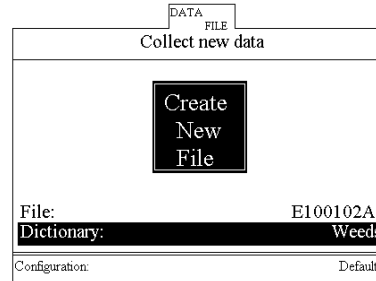 DATA
FILE
Collect new data
Create
New
File
File: E100102A
Dictionary: Weeds
Configuration: Default